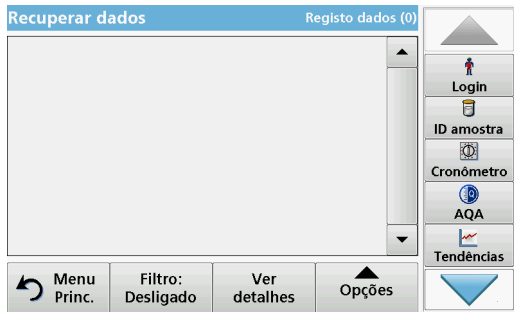 Recuperar dados
Registo dados (0)
Login
ID amostra
Cronômetro
AQA
Tendências
Menu
Princ.
Filtro:
Desligado
Ver
detalhes
Opções